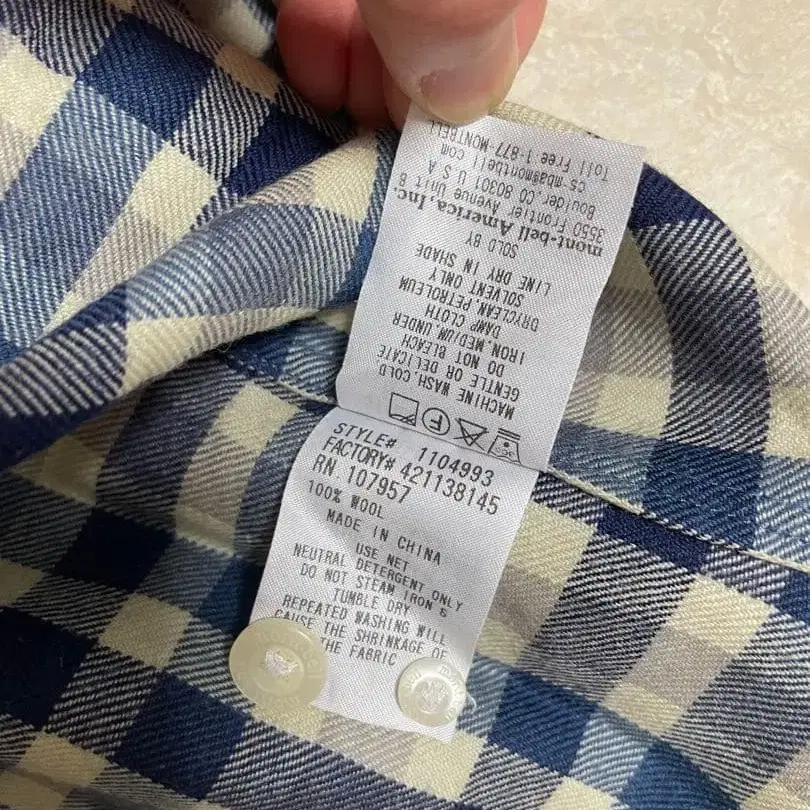 STYLE# 1104993
FACTORY# 421138145
RN. 107957
100% WOOL
MADE IN CHINA
USE NET
NEUTRAL DETERGENT ONLY
DO NOT STEAM IRON &
TUMBLE DRY
REPEATED WASHING WILL
CAUSE THE SHRINKAGE OF
THE FABRIC
MACHINE WASH, COLD
GENTLE OR DELICATE
DO NOT BLEACH
IRON, MEDIUM, UNDER
DAMP CLOTH
DRYCLEAN PETROLEUM
SOLVENT ONLY
LINE DRY IN SHADE
SOLD BY
mont-bell America, Inc.
3550 Frontier Avenue Unit B
Boulder CO 80301 U S A
cs-mba@montbell com
Toll Free 1-877 MONTBELL